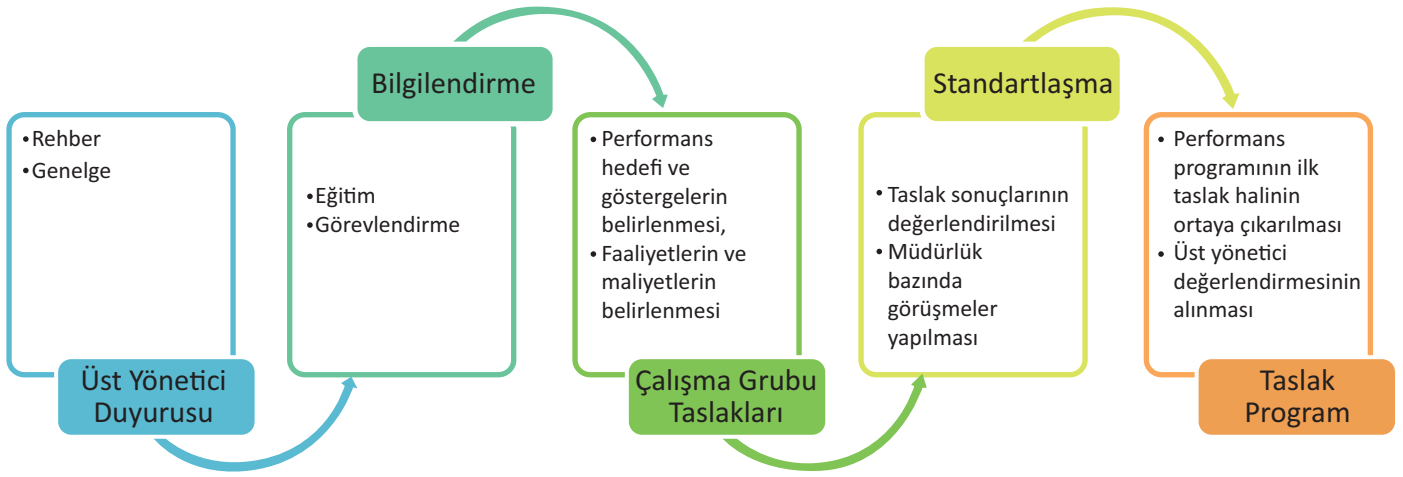 •Rehber
•Genelge
Üst Yönetici
Duyurusu
Bilgilendirme
•Eğitim
•Görevlendirme
• Performans
hedefi ve
göstergelerin
belirlenmesi,
• Faaliyetlerin ve
maliyetlerin
belirlenmesi
Çalışma Grubu
Taslakları
Standartlaşma
• Taslak sonuçlarının
değerlendirilmesi
• Müdürlük
bazında
görüşmeler
yapılması
• Performans
programının ilk
taslak halinin
ortaya çıkarılması
• Üst yönetici
değerlendirmesinin
alınması
Taslak
Program